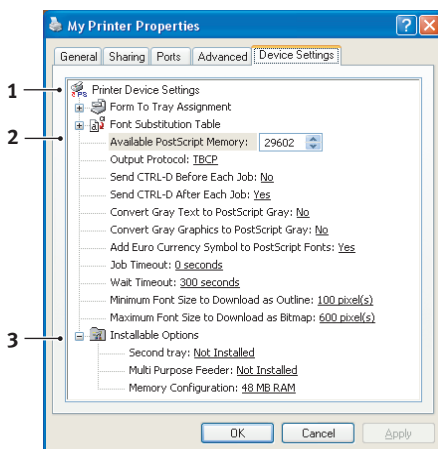 My Printer Properties
General Sharing Ports Advanced Device Settings
1 Printer Device Settings
Form To Tray Assignment
Font Substitution Table
2 Available PostScript Memory: 29602
Output Protocol: TBCP
Send CTRL-D Before Each Job: No
Send CTRL-D After Each Job: Yes
Convert Gray Text to PostScript Gray: No
Convert Gray Graphics to PostScript Gray: No
Add Euro Currency Symbol to PostScript Fonts: Yes
Job Timeout: 0 seconds
Wait Timeout: 300 seconds
Minimum Font Size to Download as Outline: 100 pixel(s)
Maximum Font Size to Download as Bitmap: 600 pixel(s)
3 Installable Options
Second tray: Not Installed
Multi Purpose Feeder: Not Installed
Memory Configuration: 48 MB RAM
OK Cancel Apply